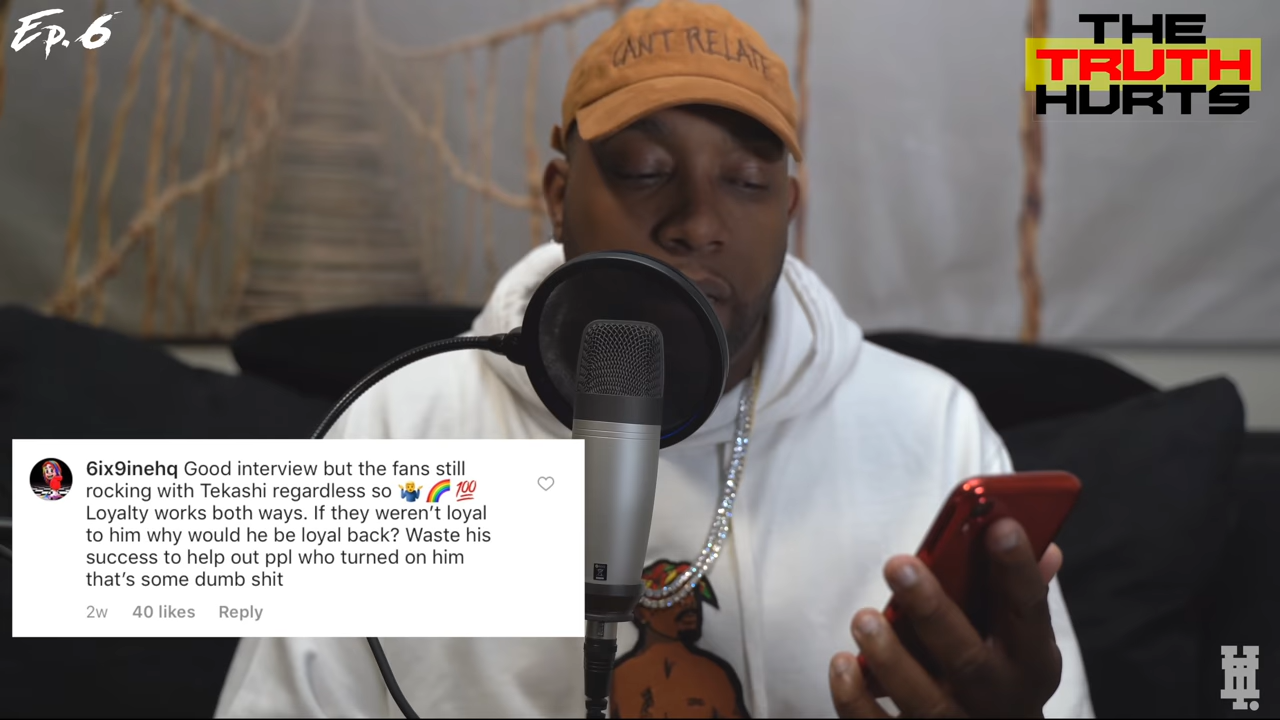 Ep.6
THE
TRUTH
HURTS
CAN'T RELATE
6ix9inehq Good interview but the fans still
rocking with Tekashi regardless so 🤷‍♂️🌈💯
Loyalty works both ways. If they weren't loyal
to him why would he be loyal back? Waste his
success to help out ppl who turned on him
that's some dumb shit
2w 40 likes Reply